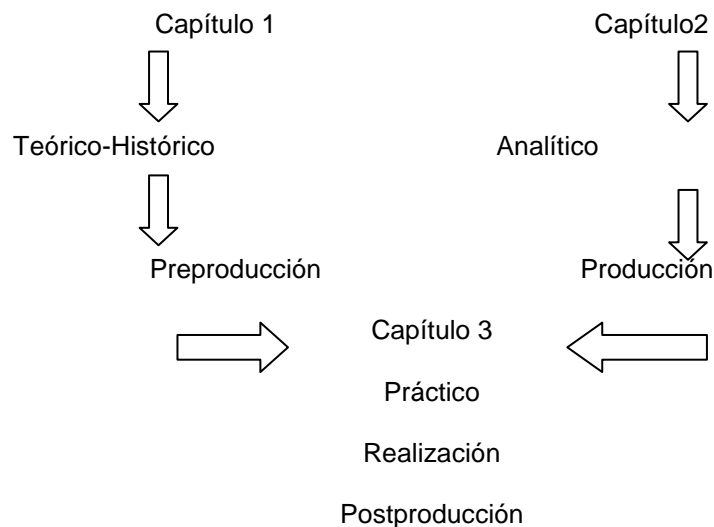 Capítulo 1 Capítulo2
Teórico-Histórico Analítico
Preproducción Producción
Capítulo 3
Práctico
Realización
Postproducción